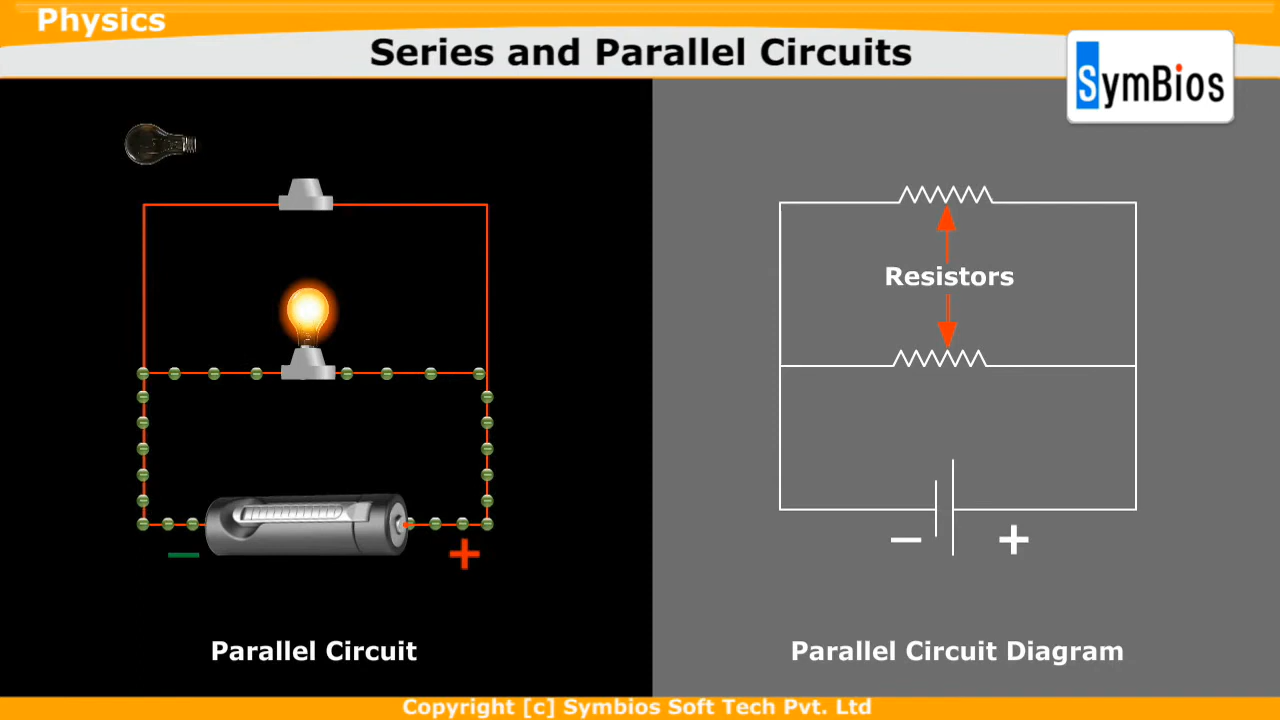 Physics
Series and Parallel Circuits
SymBios
Resistors
− +
− +
Parallel Circuit
Parallel Circuit Diagram
Copyright [c] Symbios Soft Tech Pvt. Ltd